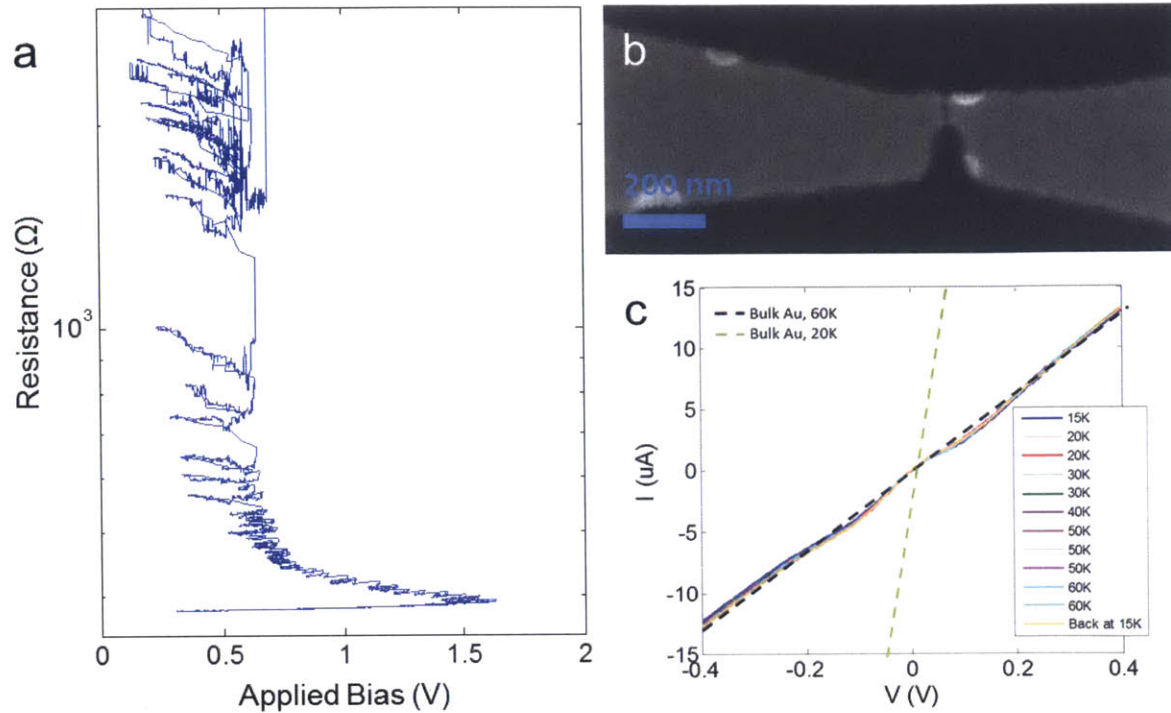 a
Resistance (Ω)
10³
0
0.5
1
1.5
2
Applied Bias (V)
b
200 nm
c
15
10
5
0
-5
-10
-15
I (uA)
Bulk Au, 60K
Bulk Au, 20K
15K
20K
20K
30K
30K
40K
50K
50K
50K
60K
60K
Back at 15K
-0.4
-0.2
0
0.2
0.4
V (V)